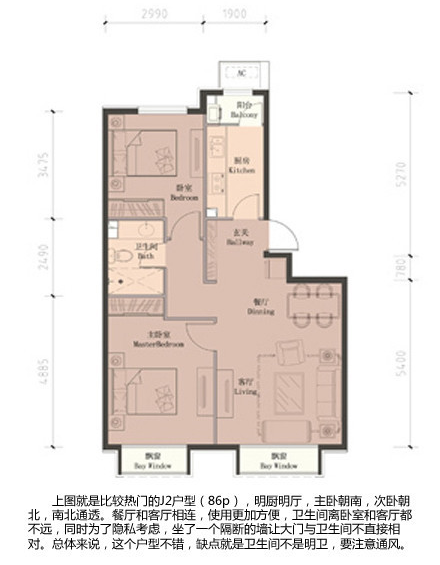 2990 1900
AC
阳台
Balcony
3475
厨房
Kitchen
5270
卧室
Bedroom
玄关
Hallway
卫生间
Bath
2490
780
餐厅
Dinning
主卧室
MasterBedroom
4885
客厅
Living
5400
飘窗
Bay Window
飘窗
Bay Window
上图就是比较热门的J2户型（86p），明厨明厅，主卧朝南，次卧朝
北，南北通透。餐厅和客厅相连，使用更加方便，卫生间离卧室和客厅都
不远，同时为了隐私考虑，坐了一个隔断的墙让大门与卫生间不直接相
对。总体来说，这个户型不错，缺点就是卫生间不是明卫，要注意通风。